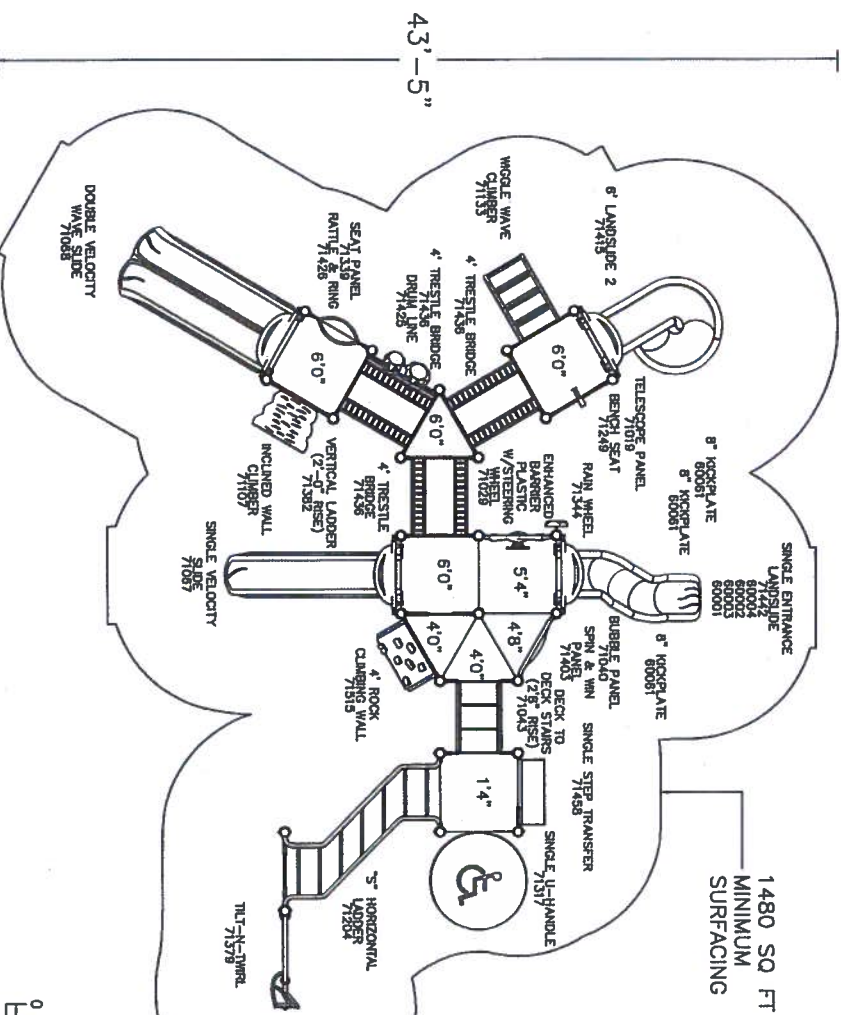 43'-5"
1480 SQ FT
MINIMUM
SURFACING
DOUBLE VELOCITY
WAVE SLIDE
71068
SEAT PANEL
71339
RATTLE & RING
71426
4' TRESTLE BRIDGE
71436
DRUM LINE
71425
4' TRESTLE BRIDGE
71436
WIGGLE WAVE
CLIMBER
71133
6' LANDSLIDE 2
71415
6'0"
6'0"
6'0"
TELESCOPE PANEL
71019
BENCH SEAT
71249
8" KICKPLATE
60061
8" KICKPLATE
60061
RAIN WHEEL
71344
ENHANCED
BARRIER
PLASTIC
W/STEERING
WHEEL
71029
4' TRESTLE
BRIDGE
71436
VERTICAL LADDER
(2'-0" RISE)
71382
INCLINED WALL
CLIMBER
71107
SINGLE VELOCITY
SLIDE
71067
6'0"
5'4"
4'0"
4'0"
4'8"
SINGLE ENTRANCE
LANDSLIDE
71442
60004
60002
60003
60001
8" KICKPLATE
60061
BUBBLE PANEL
71040
SPIN & WIN
PANEL
71403
DECK TO
DECK STAIRS
(2'8" RISE)
71043
4' ROCK
CLIMBING WALL
71515
SINGLE STEP TRANSFER
71458
1'4"
SINGLE U-HANDLE
71317
"S" HORIZONTAL
LADDER
71204
TILT-N-TWIRL
71379